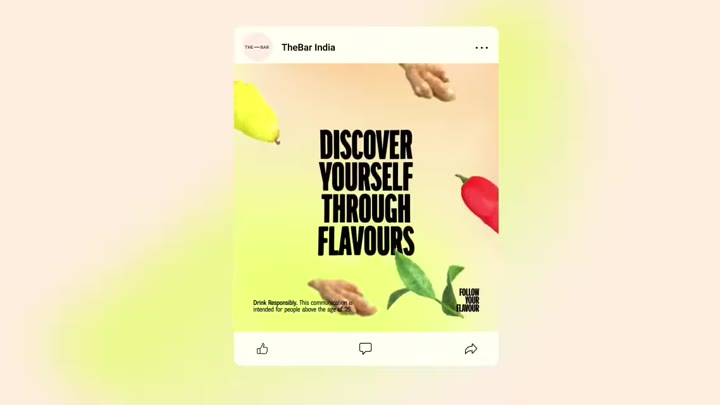 THE—BAR
TheBar India
DISCOVER
YOURSELF
THROUGH
FLAVOURS
Drink Responsibly. This communication is
intended for people above the age of 25.
FOLLOW
YOUR
FLAVOUR